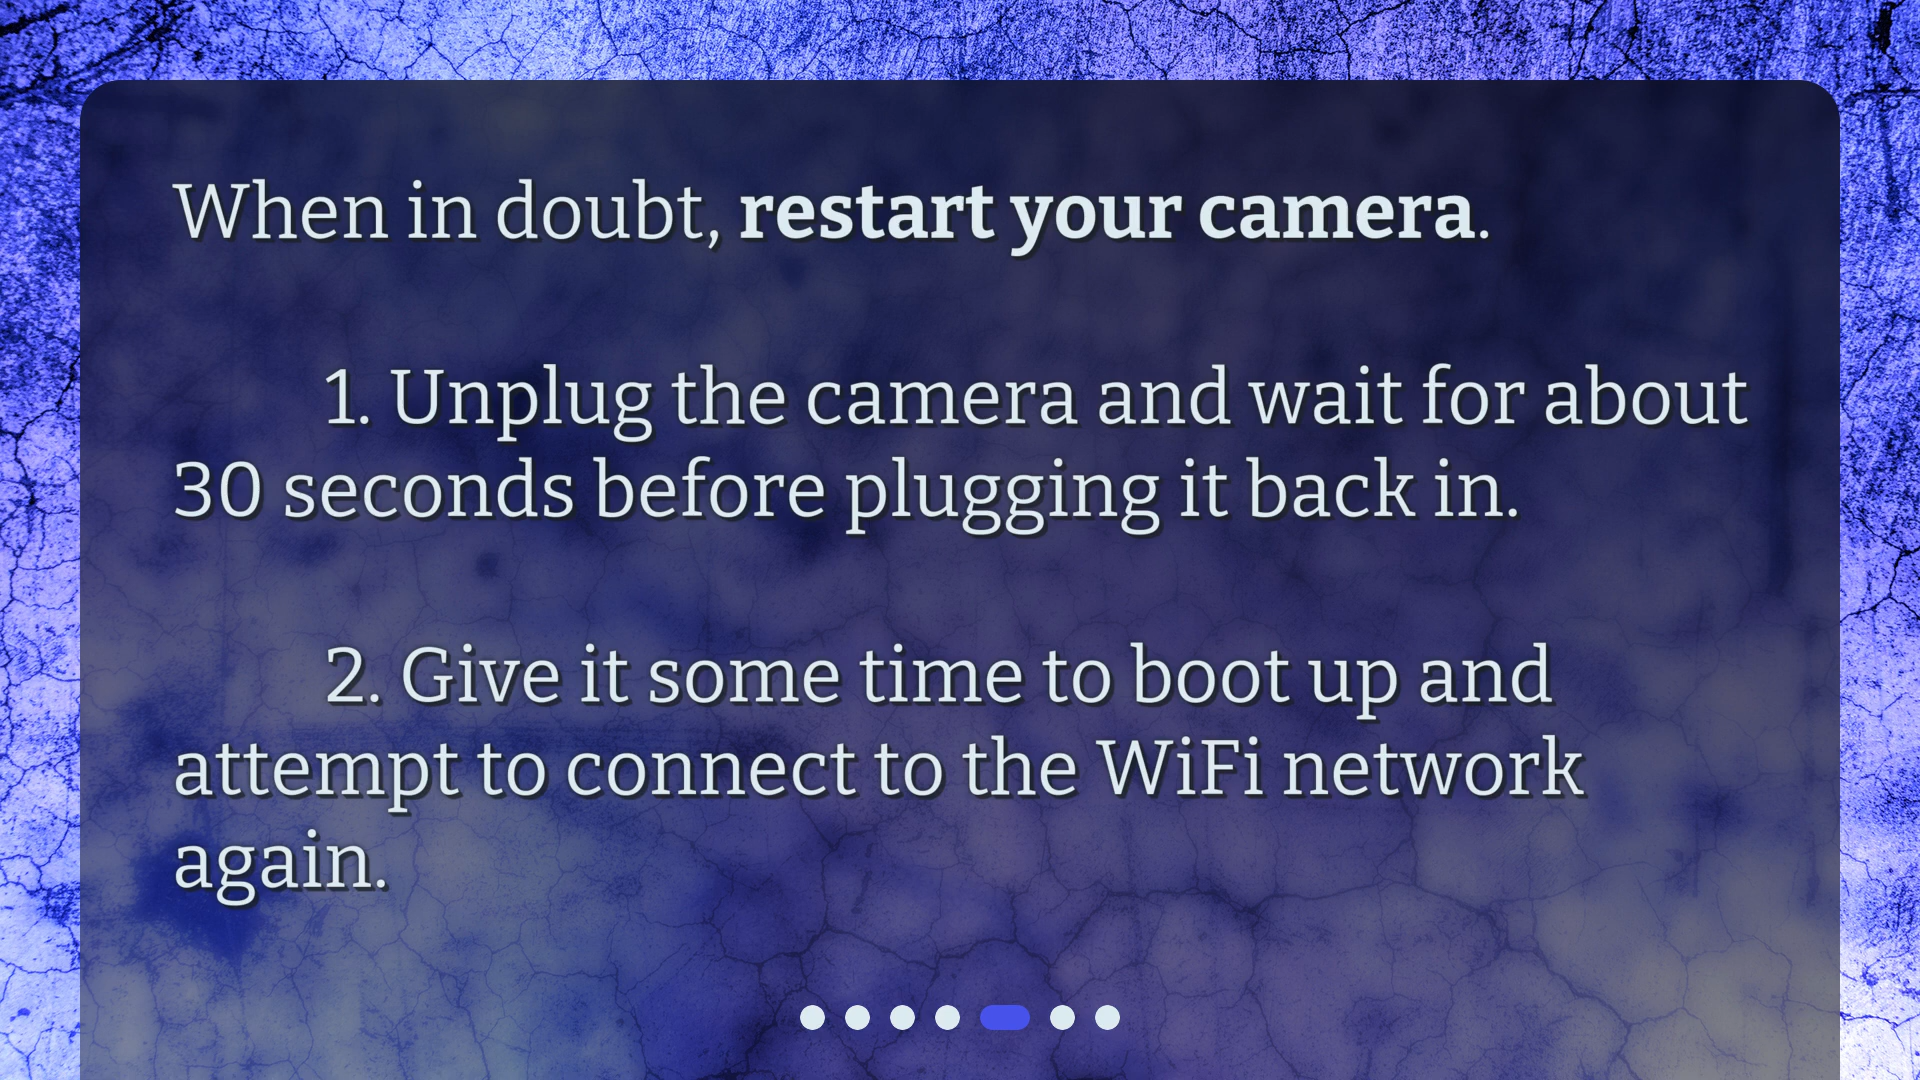 When in doubt, restart your camera.
1. Unplug the camera and wait for about
30 seconds before plugging it back in.
2. Give it some time to boot up and
attempt to connect to the WiFi network
again.